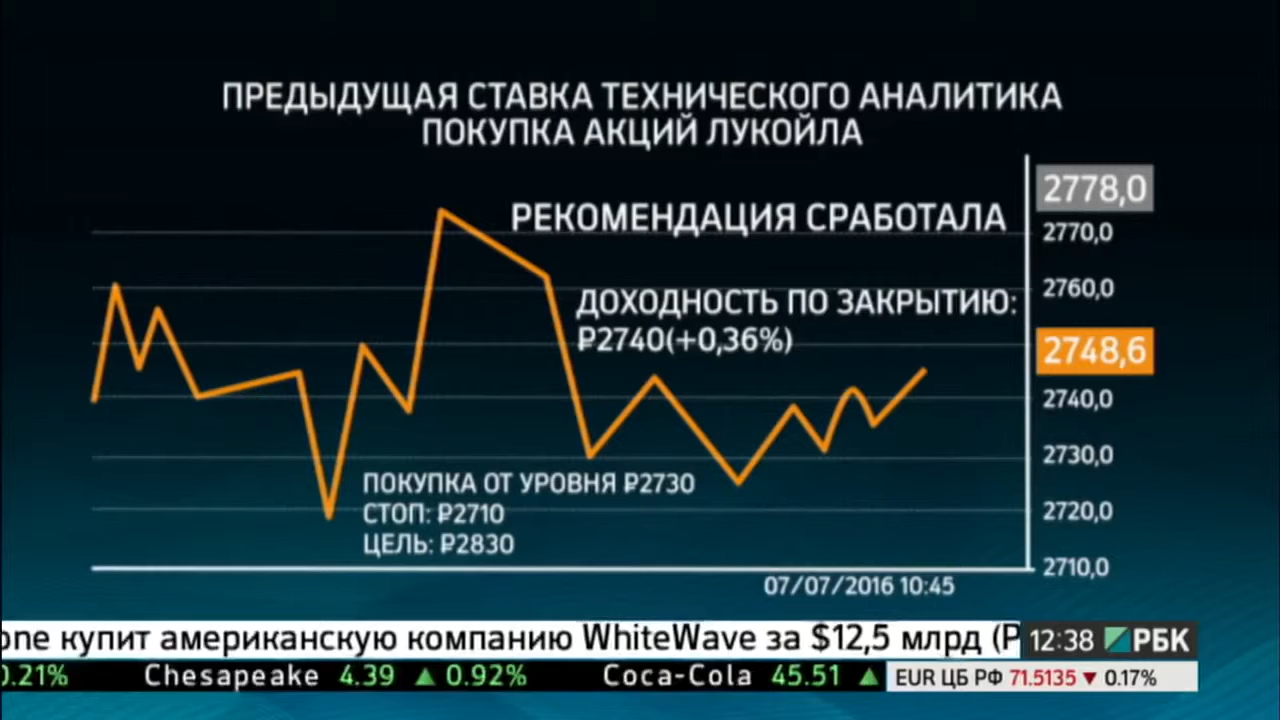 ПРЕДЫДУЩАЯ СТАВКА ТЕХНИЧЕСКОГО АНАЛИТИКА
ПОКУПКА АКЦИЙ ЛУКОЙЛА
2778,0
РЕКОМЕНДАЦИЯ СРАБОТАЛА
2770,0
2760,0
ДОХОДНОСТЬ ПО ЗАКРЫТИЮ:
₽2740(+0,36%)
2748,6
2740,0
2730,0
ПОКУПКА ОТ УРОВНЯ ₽2730
СТОП: ₽2710
ЦЕЛЬ: ₽2830
2720,0
2710,0
07/07/2016 10:45
one купит американскую компанию WhiteWave за $12,5 млрд (Р
12:38 РБК
0.21% Chesapeake 4.39 ▲ 0.92% Coca-Cola 45.51 ▲
EUR ЦБ РФ 71.5135 ▼ 0.17%